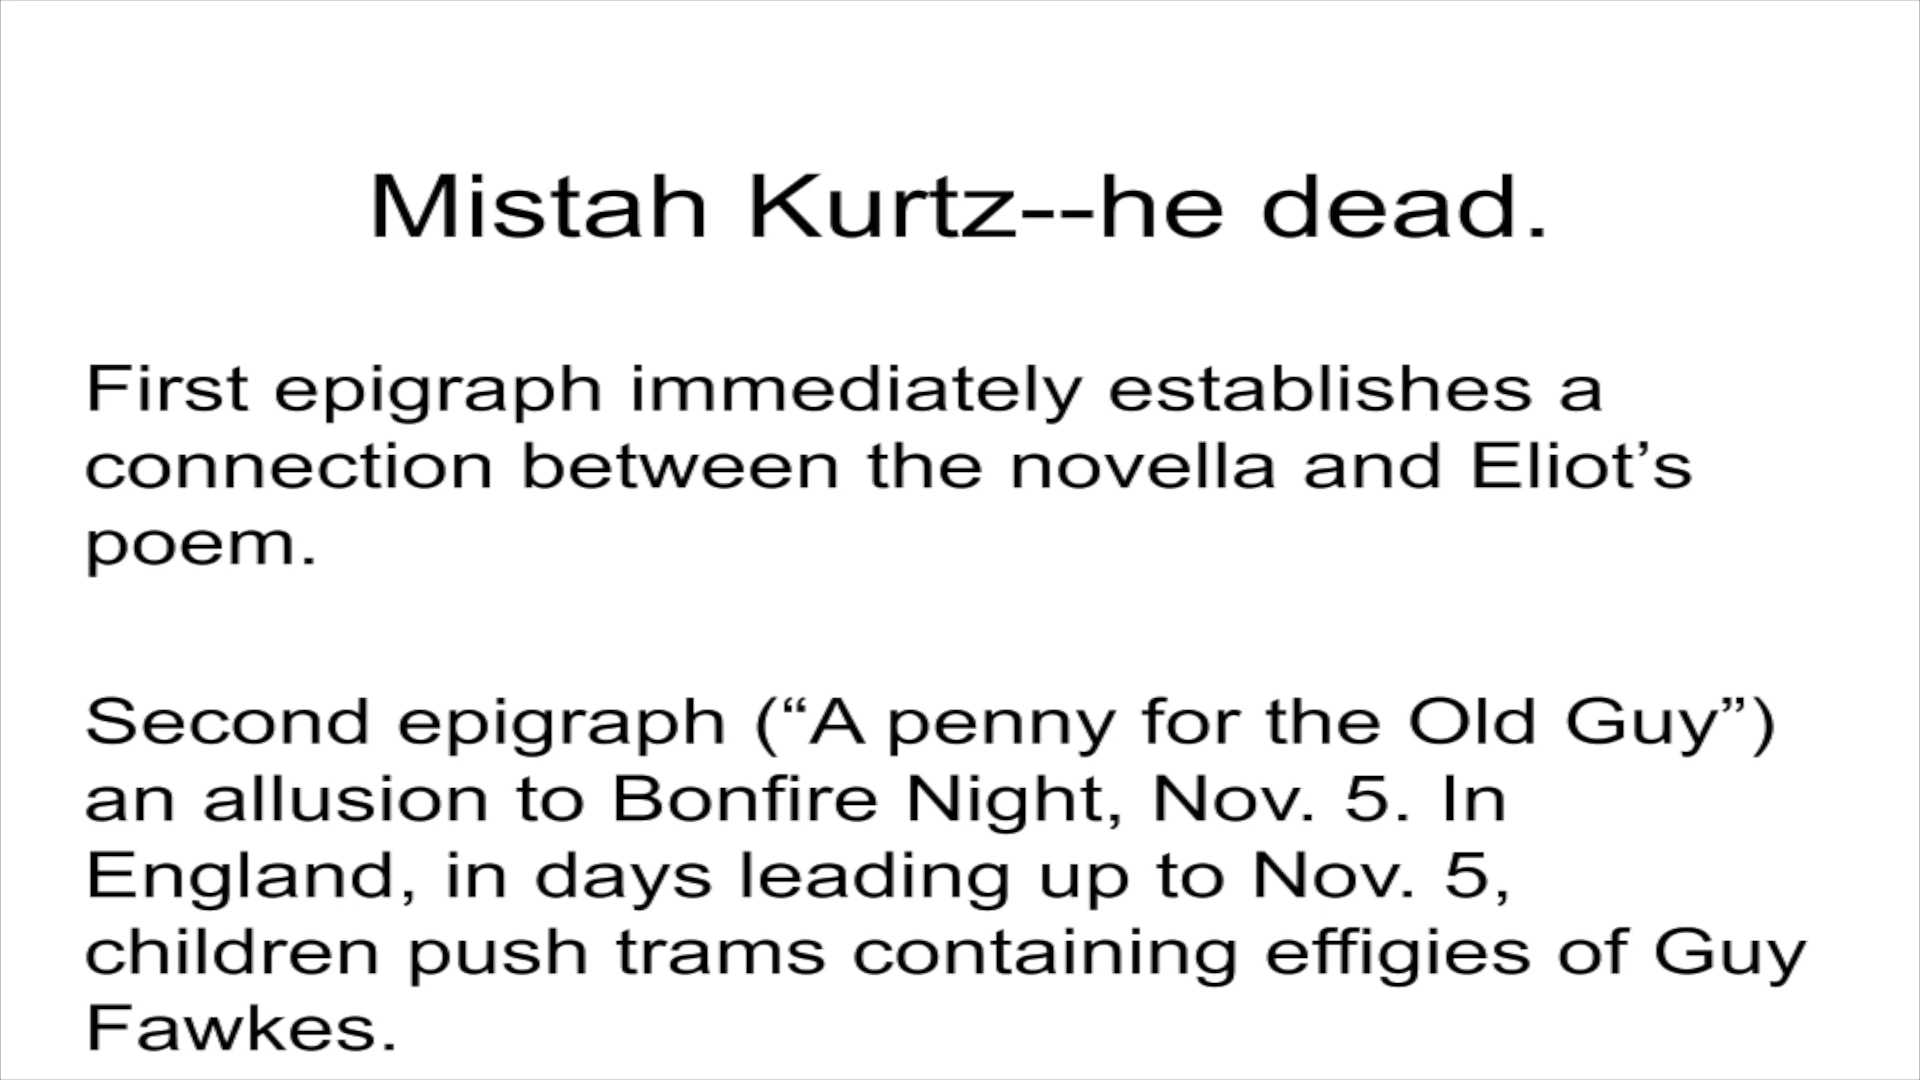 Mistah Kurtz--he dead.
First epigraph immediately establishes a
connection between the novella and Eliot’s
poem.
Second epigraph (“A penny for the Old Guy”)
an allusion to Bonfire Night, Nov. 5. In
England, in days leading up to Nov. 5,
children push trams containing effigies of Guy
Fawkes.